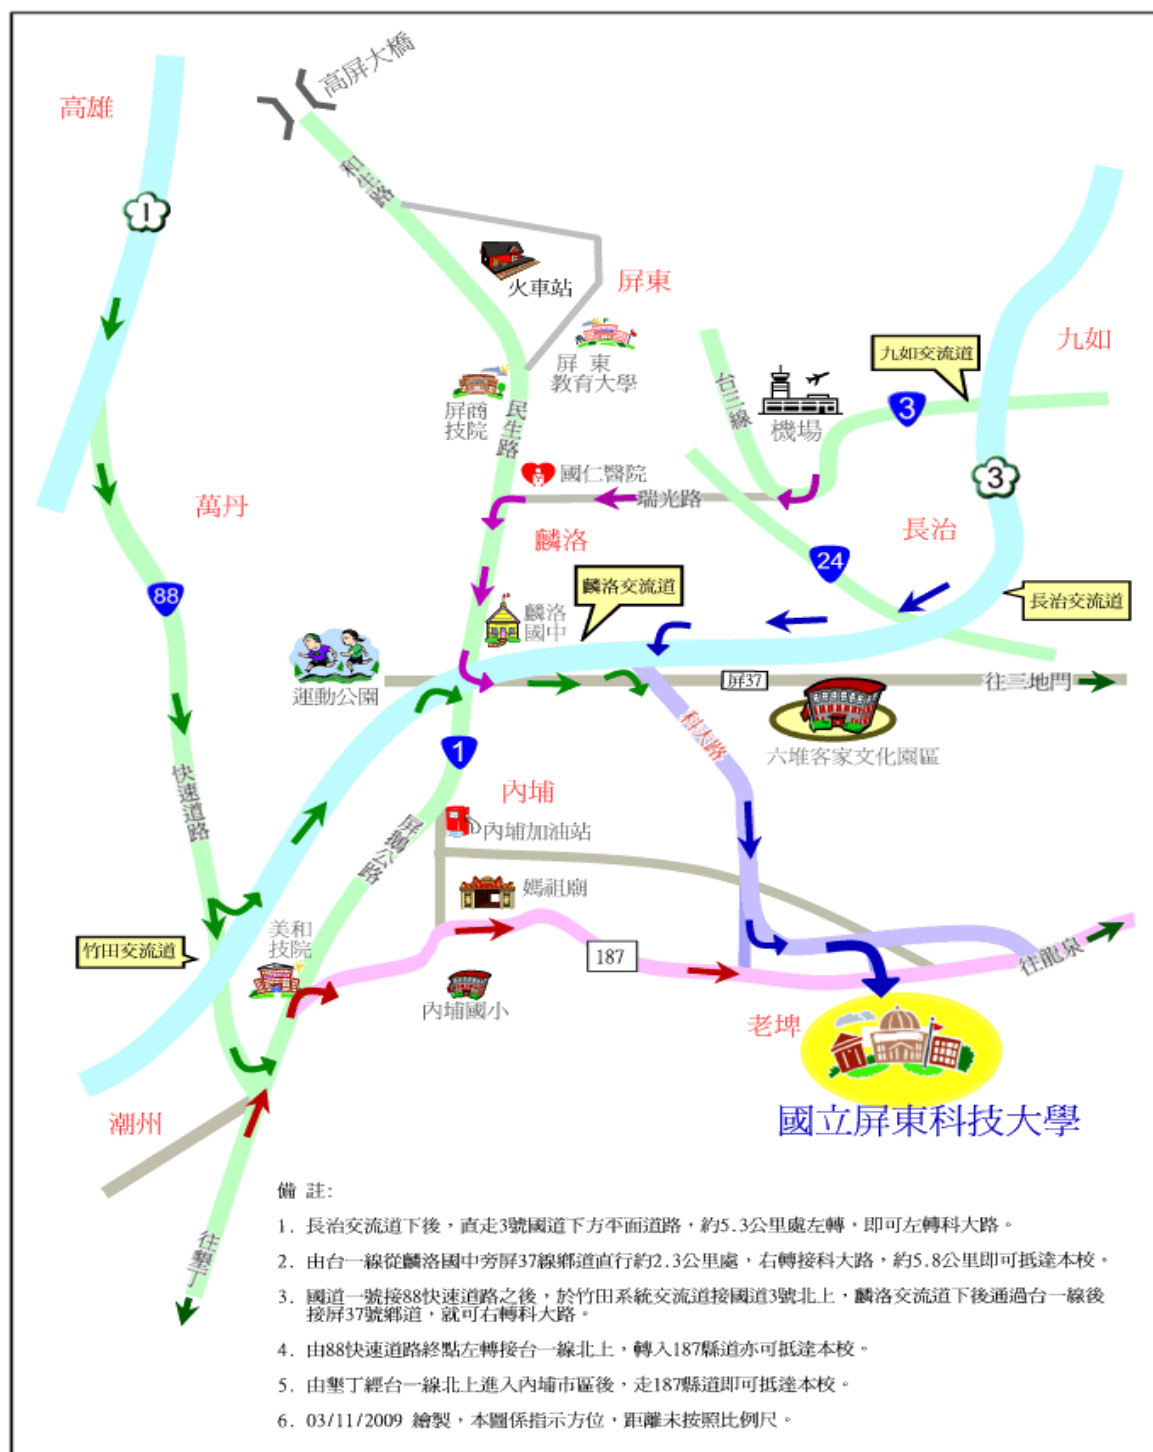 高屏大橋
高雄
和生路
1
火車站
屏東
九如
九如交流道
屏 東
教育大學
台三線
3
屏商
技院
民生路
機場
國仁醫院
瑞光路
3
萬丹
麟洛
長治
24
88
麟洛交流道
長治交流道
麟洛
國中
運動公園
屏37
往三地門
科大路
1
六堆客家文化園區
快速道路
內埔
內埔加油站
屏鵝公路
媽祖廟
美和
技院
竹田交流道
187
往龍泉
內埔國小
老埤
潮州
國立屏東科技大學
往墾丁
備 註:
1. 長治交流道下後，直走3號國道下方平面道路，約5.3公里處左轉，即可左轉科大路。
2. 由台一線從麟洛國中旁屏37線鄉道直行約2.3公里處，右轉接科大路，約5.8公里即可抵達本校。
3. 國道一號接88快速道路之後，於竹田系統交流道接國道3號北上，麟洛交流道下後通過台一線後
接屏37號鄉道，就可右轉科大路。
4. 由88快速道路終點左轉接台一線北上，轉入187縣道亦可抵達本校。
5. 由墾丁經台一線北上進入內埔市區後，走187縣道即可抵達本校。
6. 03/11/2009 繪製，本圖係指示方位，距離未按照比例尺。